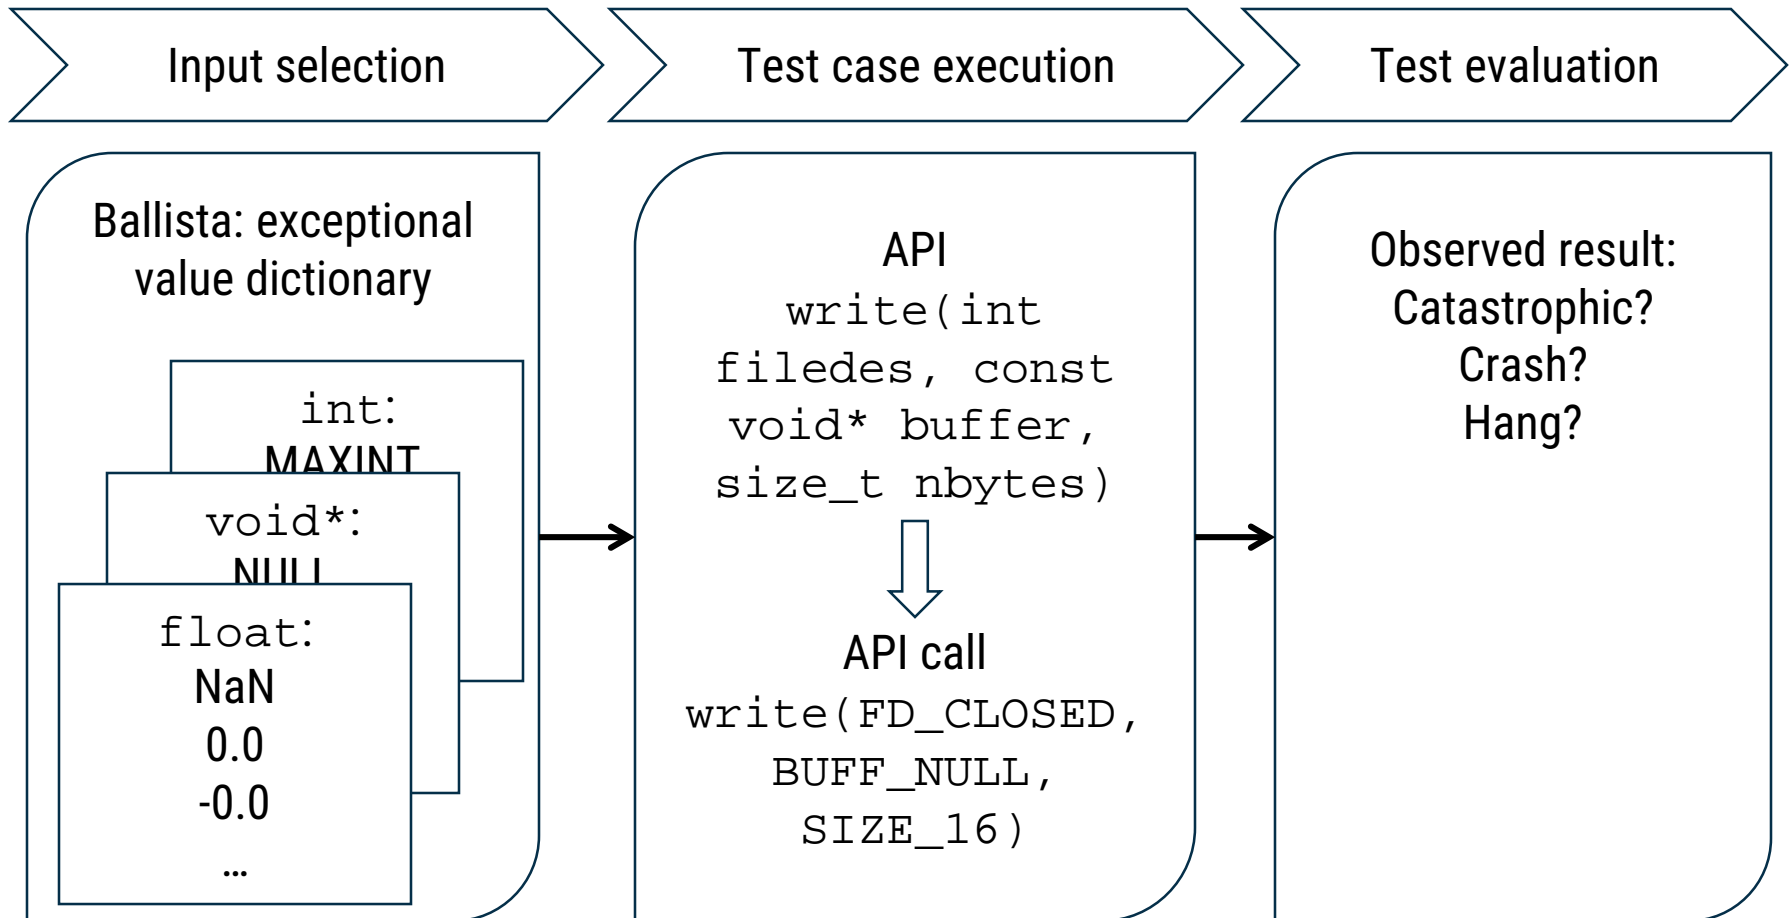 Input selection
Test case execution
Test evaluation
Ballista: exceptional
value dictionary
int:
MAXINT
void*:
NULL
float:
NaN
0.0
-0.0
…
API
write(int
filedes, const
void* buffer,
size_t nbytes)
API call
write(FD_CLOSED,
BUFF_NULL,
SIZE_16)
Observed result:
Catastrophic?
Crash?
Hang?